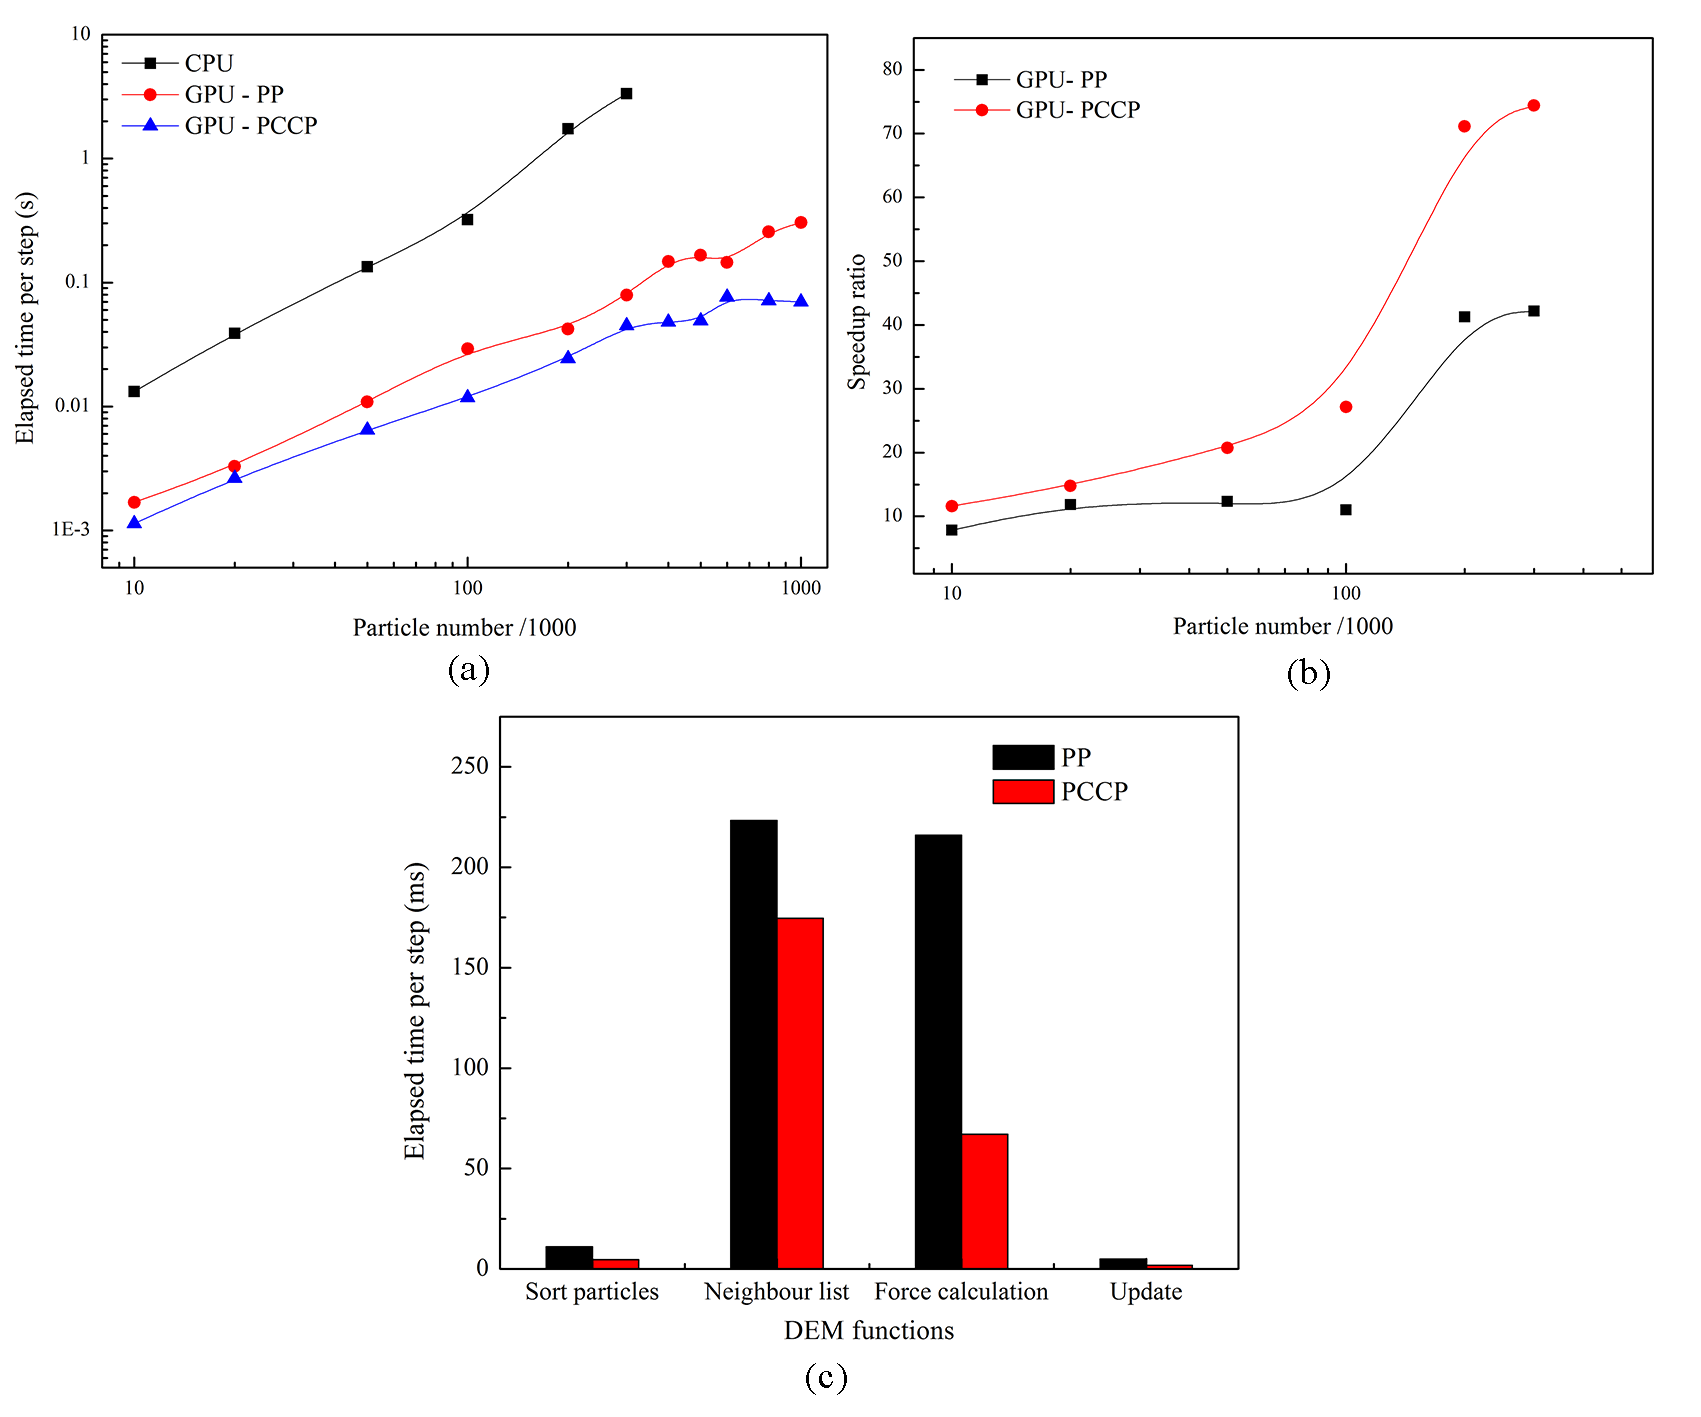 10
1
0.1
0.01
1E-3
Elapsed time per step (s)
CPU
GPU - PP
GPU - PCCP
10
100
1000
Particle number /1000
(a)
80
70
60
50
40
30
20
10
Speedup ratio
GPU- PP
GPU- PCCP
10
100
Particle number /1000
(b)
250
200
150
100
50
0
Elapsed time per step (ms)
PP
PCCP
Sort particles
Neighbour list
Force calculation
Update
DEM functions
(c)